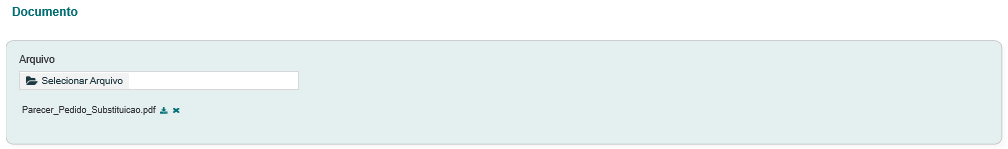 Documento
Arquivo
Selecionar Arquivo
Parecer_Pedido_Substituicao.pdf